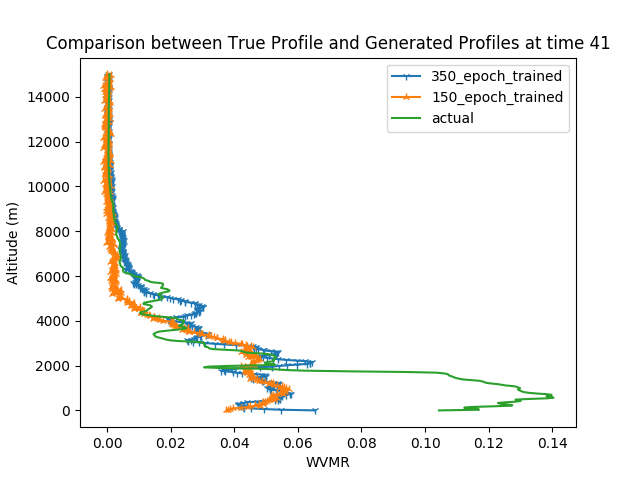 Comparison between True Profile and Generated Profiles at time 41
350_epoch_trained
150_epoch_trained
actual
Altitude (m)
14000
12000
10000
8000
6000
4000
2000
0
0.00 0.02 0.04 0.06 0.08 0.10 0.12 0.14
WVMR